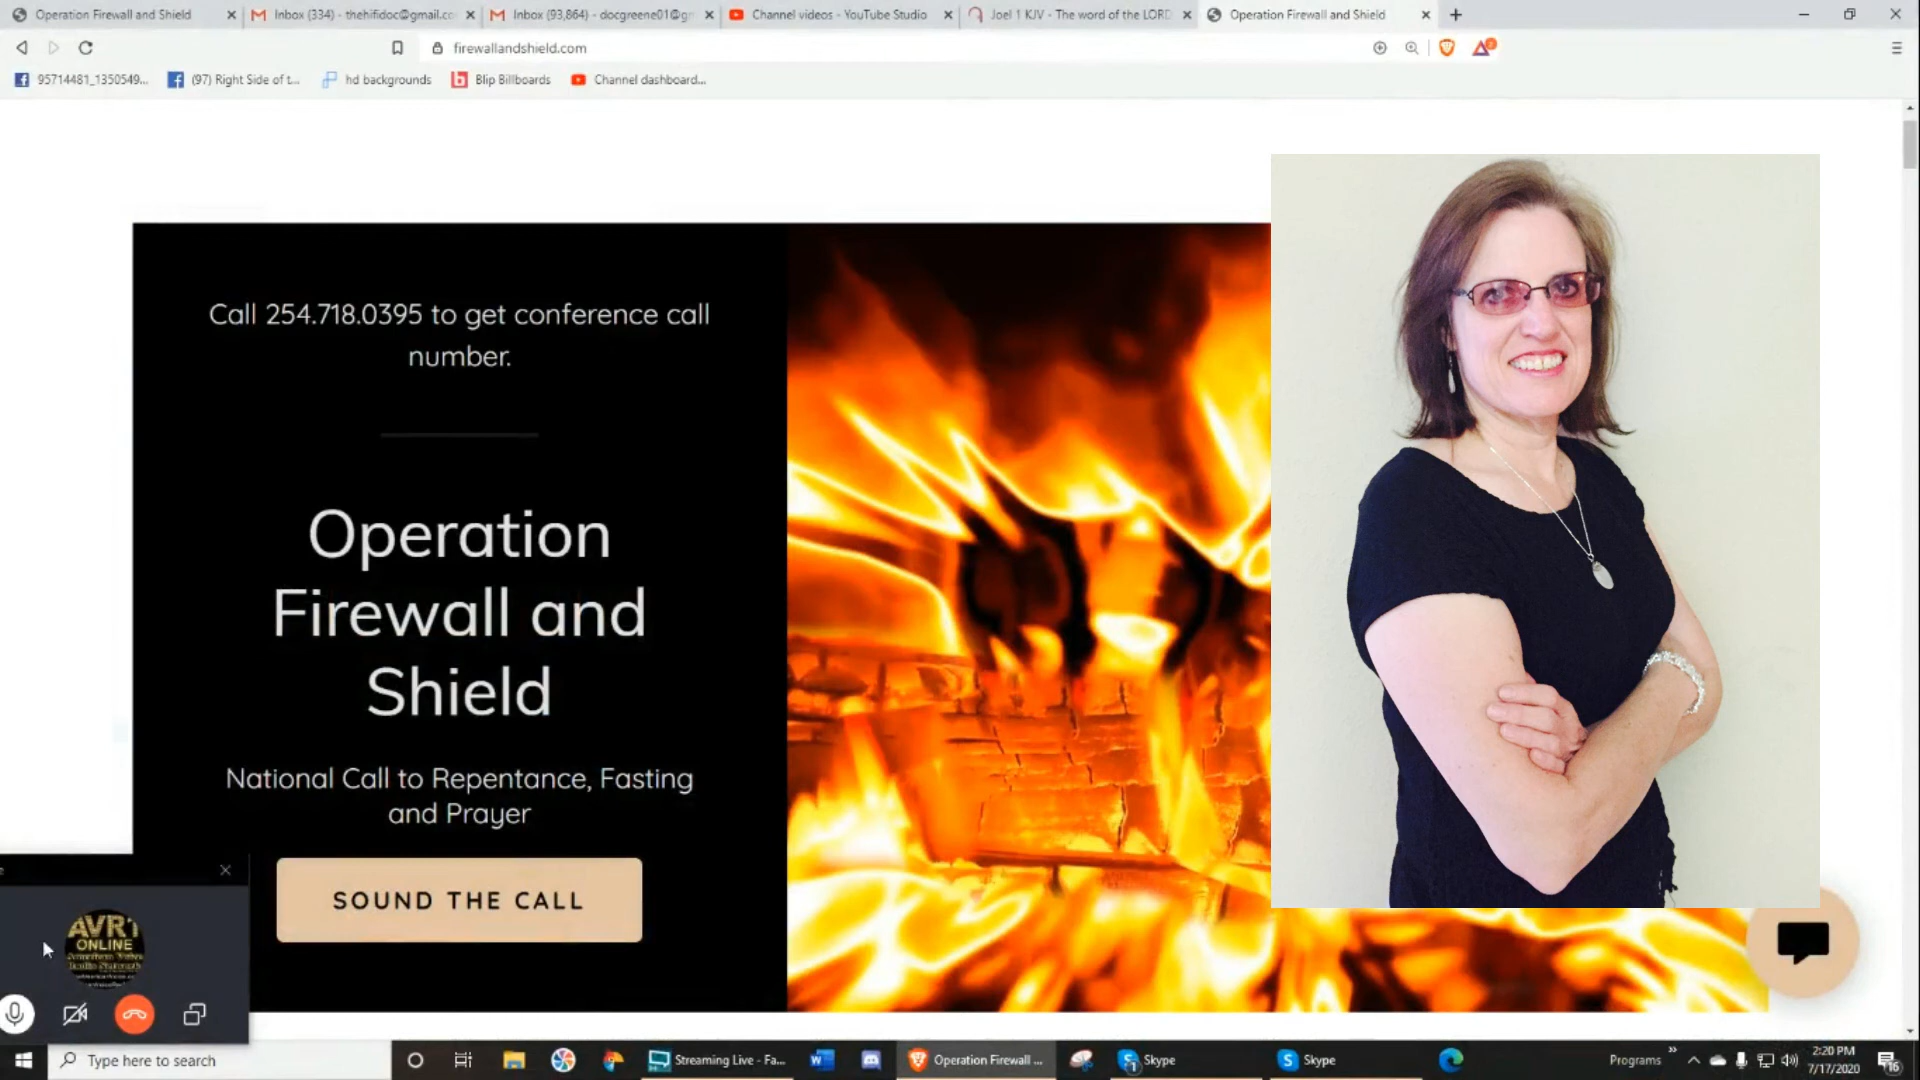 Operation Firewall and Shield
Inbox (334) - thehifidoc@gmail.co
Inbox (93,864) - docgreene01@g
Channel videos - YouTube Studio
Joel 1 KJV - The word of the LORD
Operation Firewall and Shield
firewallandshield.com
95714481_1350549...
(97) Right Side of t...
hd backgrounds
Blip Billboards
Channel dashboard...
Call 254.718.0395 to get conference call
number.
Operation
Firewall and
Shield
National Call to Repentance, Fasting
and Prayer
SOUND THE CALL
ONLINE
Type here to search
Streaming Live - Fa...
Operation Firewall ...
Skype
Skype
Programs
2:20 PM
7/17/2020
16